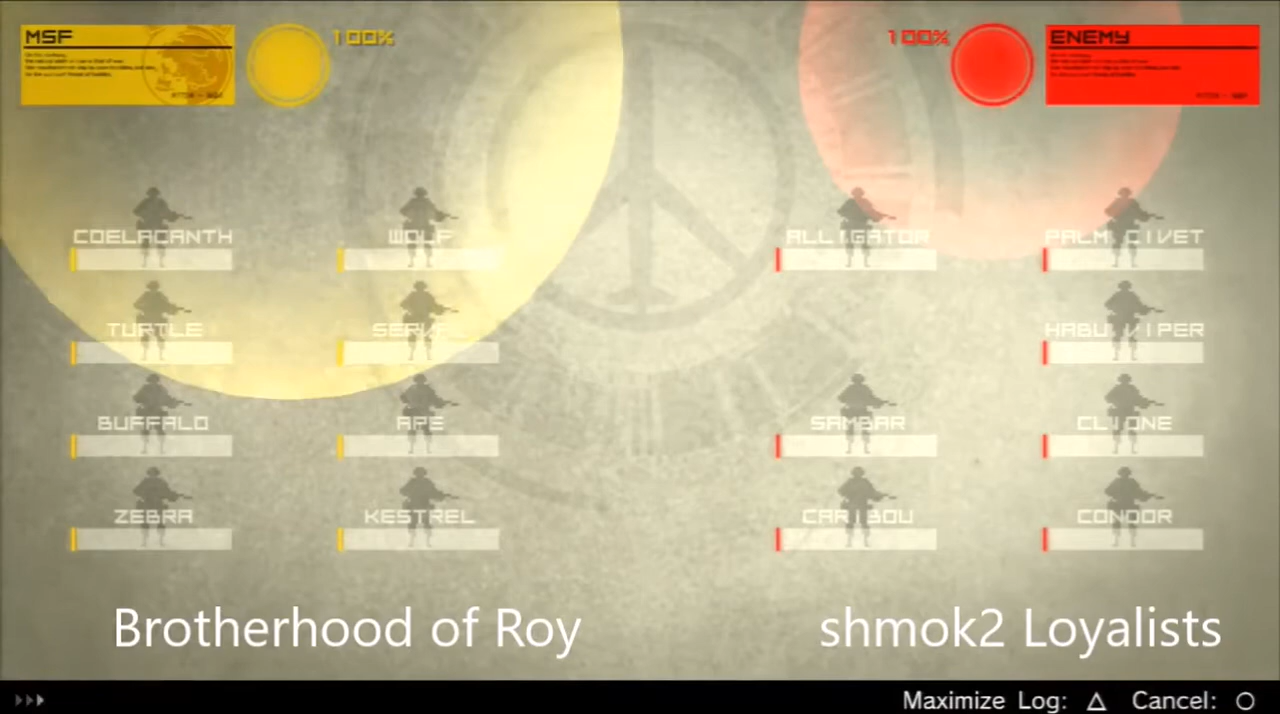 MSF
100%
100%
ENEMY
COELACANTH
WOLF
ALLIGATOR
PALM CIVET
TURTLE
HABU VIPER
BUFFALO
APE
SAMBAR
CLIONE
ZEBRA
KESTREL
CARIBOU
CONDOR
Brotherhood of Roy
shmok2 Loyalists
Maximize Log: △ Cancel: ○